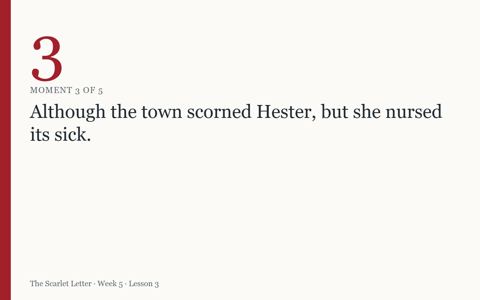 3
MOMENT 3 OF 5
Although the town scorned Hester, but she nursed
its sick.
The Scarlet Letter · Week 5 · Lesson 3